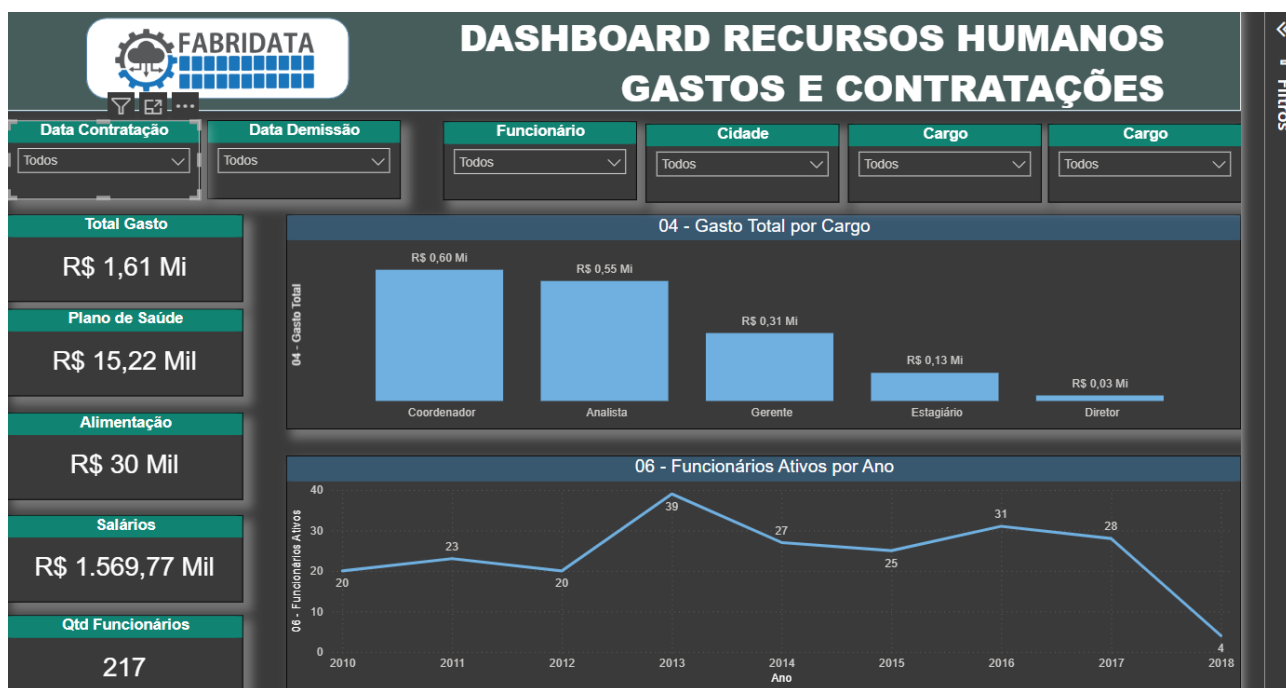 FABRIDATA
DASHBOARD RECURSOS HUMANOS
GASTOS E CONTRATAÇÕES
Filtros
Data Contratação
Todos
Data Demissão
Todos
Funcionário
Todos
Cidade
Todos
Cargo
Todos
Cargo
Todos
Total Gasto
R$ 1,61 Mi
Plano de Saúde
R$ 15,22 Mil
Alimentação
R$ 30 Mil
Salários
R$ 1.569,77 Mil
Qtd Funcionários
217
04 - Gasto Total por Cargo
04 - Gasto Total
R$ 0,60 Mi
R$ 0,55 Mi
R$ 0,31 Mi
R$ 0,13 Mi
R$ 0,03 Mi
Coordenador
Analista
Gerente
Estagiário
Diretor
06 - Funcionários Ativos por Ano
06 - Funcionários Ativos
40
30
20
10
0
20
23
20
39
27
25
31
28
4
2010
2011
2012
2013
2014
2015
2016
2017
2018
Ano